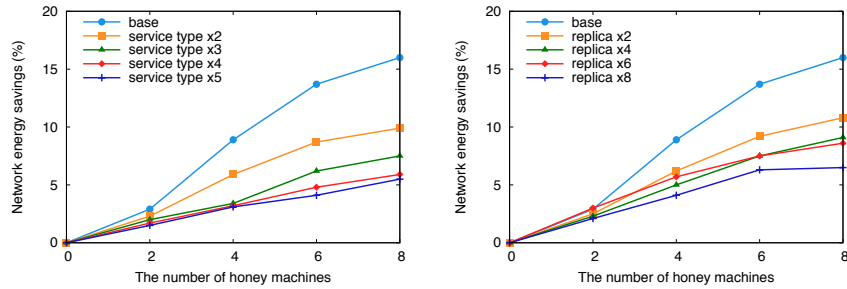 20
15
10
5
0
Network energy savings (%)
base
service type x2
service type x3
service type x4
service type x5
0 2 4 6 8
The number of honey machines
20
15
10
5
0
Network energy savings (%)
base
replica x2
replica x4
replica x6
replica x8
0 2 4 6 8
The number of honey machines